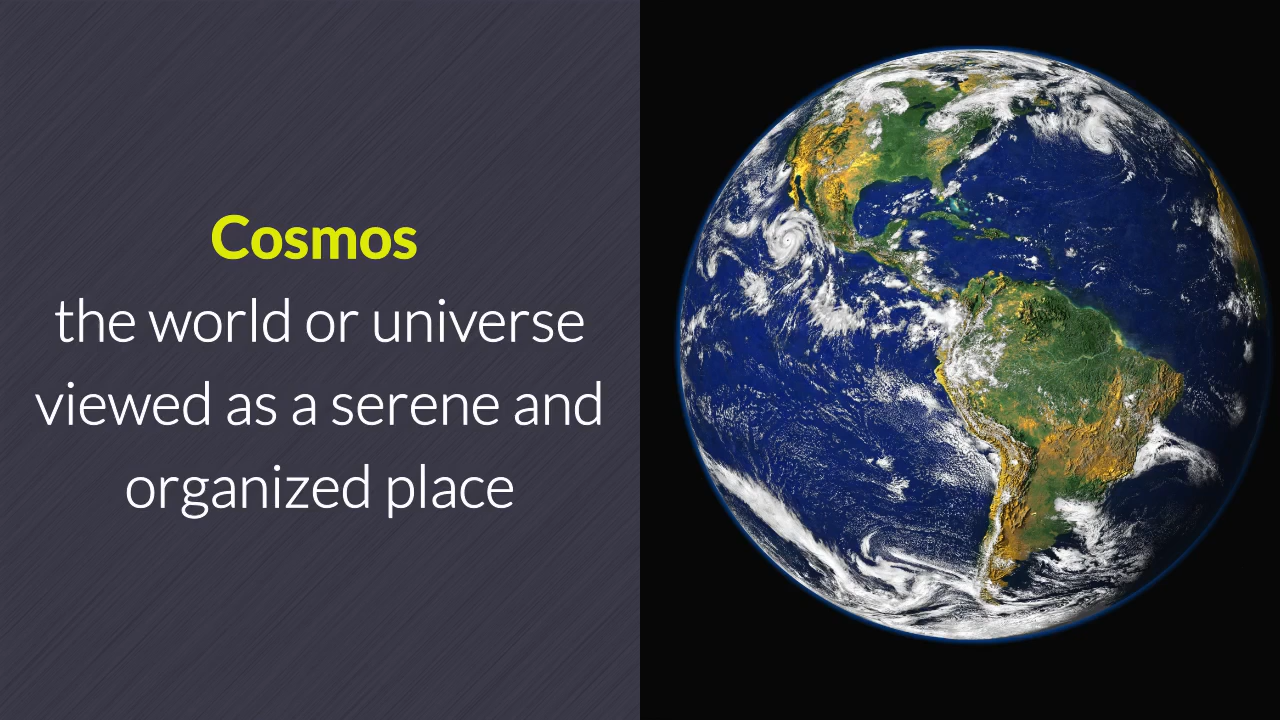 Cosmos
the world or universe
viewed as a serene and
organized place